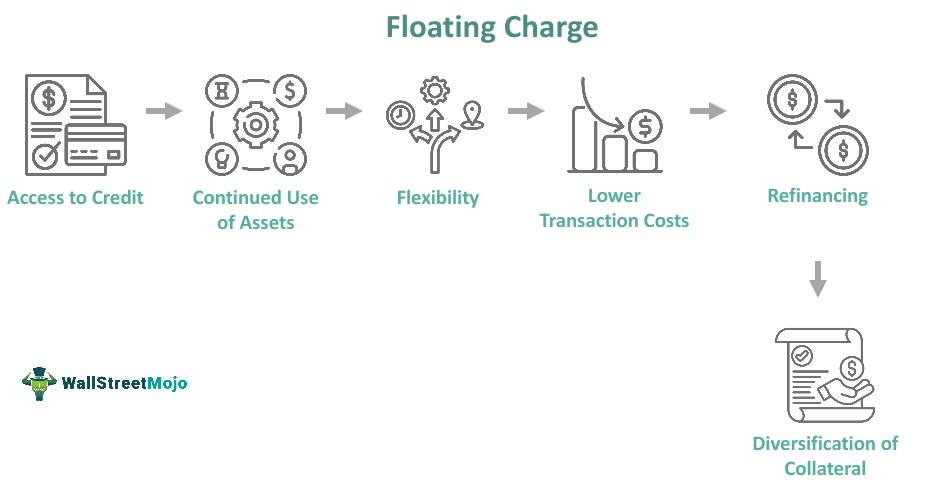 Floating Charge
Access to Credit
Continued Use
of Assets
Flexibility
Lower
Transaction Costs
Refinancing
Diversification of
Collateral
WallStreetMojo